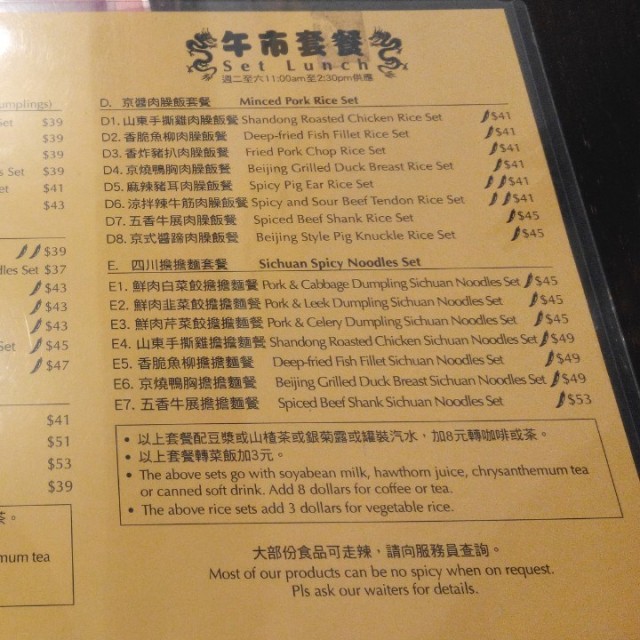 午市套餐
Set Lunch
週二至六11:00am至2:30pm供應
umplings)
Set $39
$39
$39
s Set $39
et $41
$43
$39
dles Set $37
$43
$43
$43
Set $45
$47
$41
$51
$53
$39
茶。
mum tea
D. 京醬肉臊飯套餐 Minced Pork Rice Set
D1. 山東手撕雞肉臊飯餐 Shandong Roasted Chicken Rice Set $41
D2. 香脆魚柳肉臊飯餐 Deep-fried Fish Fillet Rice Set $41
D3. 香炸豬扒肉臊飯餐 Fried Pork Chop Rice Set $41
D4. 京燒鴨胸肉臊飯餐 Beijing Grilled Duck Breast Rice Set $41
D5. 麻辣豬耳肉臊飯餐 Spicy Pig Ear Rice Set $41
D6. 涼拌辣牛筋肉臊飯餐 Spicy and Sour Beef Tendon Rice Set $41
D7. 五香牛展肉臊飯餐 Spiced Beef Shank Rice Set $45
D8. 京式醬蹄肉臊飯餐 Beijing Style Pig Knuckle Rice Set $45
E. 四川擔擔麵套餐 Sichuan Spicy Noodles Set
E1. 鮮肉白菜餃擔擔麵餐 Pork & Cabbage Dumpling Sichuan Noodles Set $45
E2. 鮮肉韭菜餃擔擔麵餐 Pork & Leek Dumpling Sichuan Noodles Set $45
E3. 鮮肉芹菜餃擔擔麵餐 Pork & Celery Dumpling Sichuan Noodles Set $45
E4. 山東手撕雞擔擔麵餐 Shandong Roasted Chicken Sichuan Noodles Set $49
E5. 香脆魚柳擔擔麵餐 Deep-fried Fish Fillet Sichuan Noodles Set $49
E6. 京燒鴨胸擔擔麵餐 Beijing Grilled Duck Breast Sichuan Noodles Set $49
E7. 五香牛展擔擔麵餐 Spiced Beef Shank Sichuan Noodles Set $53
• 以上套餐配豆漿或山楂茶或銀菊露或罐裝汽水，加8元轉咖啡或茶。
• 以上套餐轉菜飯加3元。
• The above sets go with soyabean milk, hawthorn juice, chrysanthemum tea
or canned soft drink. Add 8 dollars for coffee or tea.
• The above rice sets add 3 dollars for vegetable rice.
大部份食品可走辣，請向服務員查詢。
Most of our products can be no spicy when on request.
Pls ask our waiters for details.